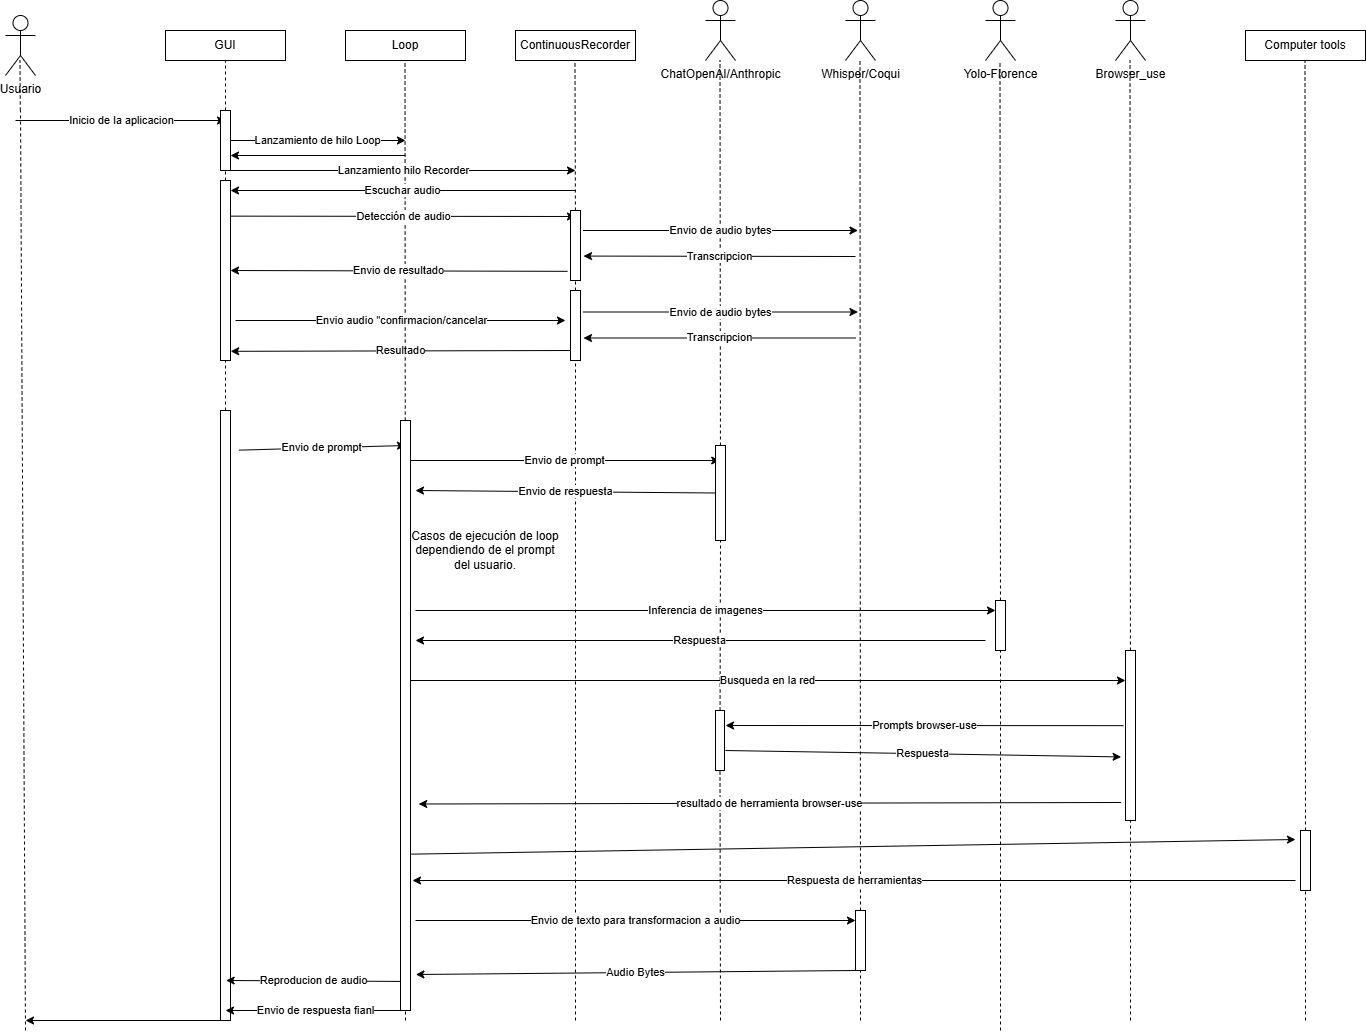 Usuario
GUI
Loop
ContinuousRecorder
ChatOpenAI/Anthropic
Whisper/Coqui
Yolo-Florence
Browser_use
Computer tools
Inicio de la aplicacion
Lanzamiento de hilo Loop
Lanzamiento hilo Recorder
Escuchar audio
Detección de audio
Envio de audio bytes
Transcripcion
Envio de resultado
Envio de audio bytes
Envio audio "confirmacion/cancelar
Transcripcion
Resultado
Envio de prompt
Envio de prompt
Envio de respuesta
Casos de ejecución de loop
dependiendo de el prompt
del usuario.
Inferencia de imagenes
Respuesta
Busqueda en la red
Prompts browser-use
Respuesta
resultado de herramienta browser-use
Respuesta de herramientas
Envio de texto para transformacion a audio
Audio Bytes
Reproducion de audio
Envio de respuesta fianl